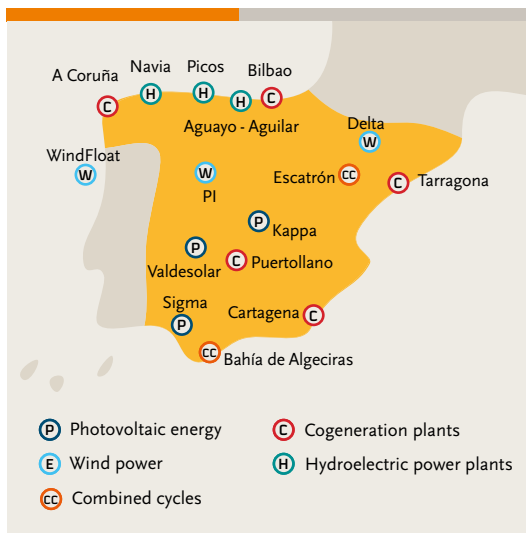 Navia
Picos
Bilbao
A Coruña
H
H
H
C
C
Aguayo - Aguilar
Delta
W
WindFloat
W
W
PI
Escatrón
CC
C
Tarragona
P
Kappa
P
Valdesolar
C
Puertollano
Sigma
P
Cartagena
C
CC
Bahía de Algeciras
P Photovoltaic energy
C Cogeneration plants
E Wind power
H Hydroelectric power plants
CC Combined cycles